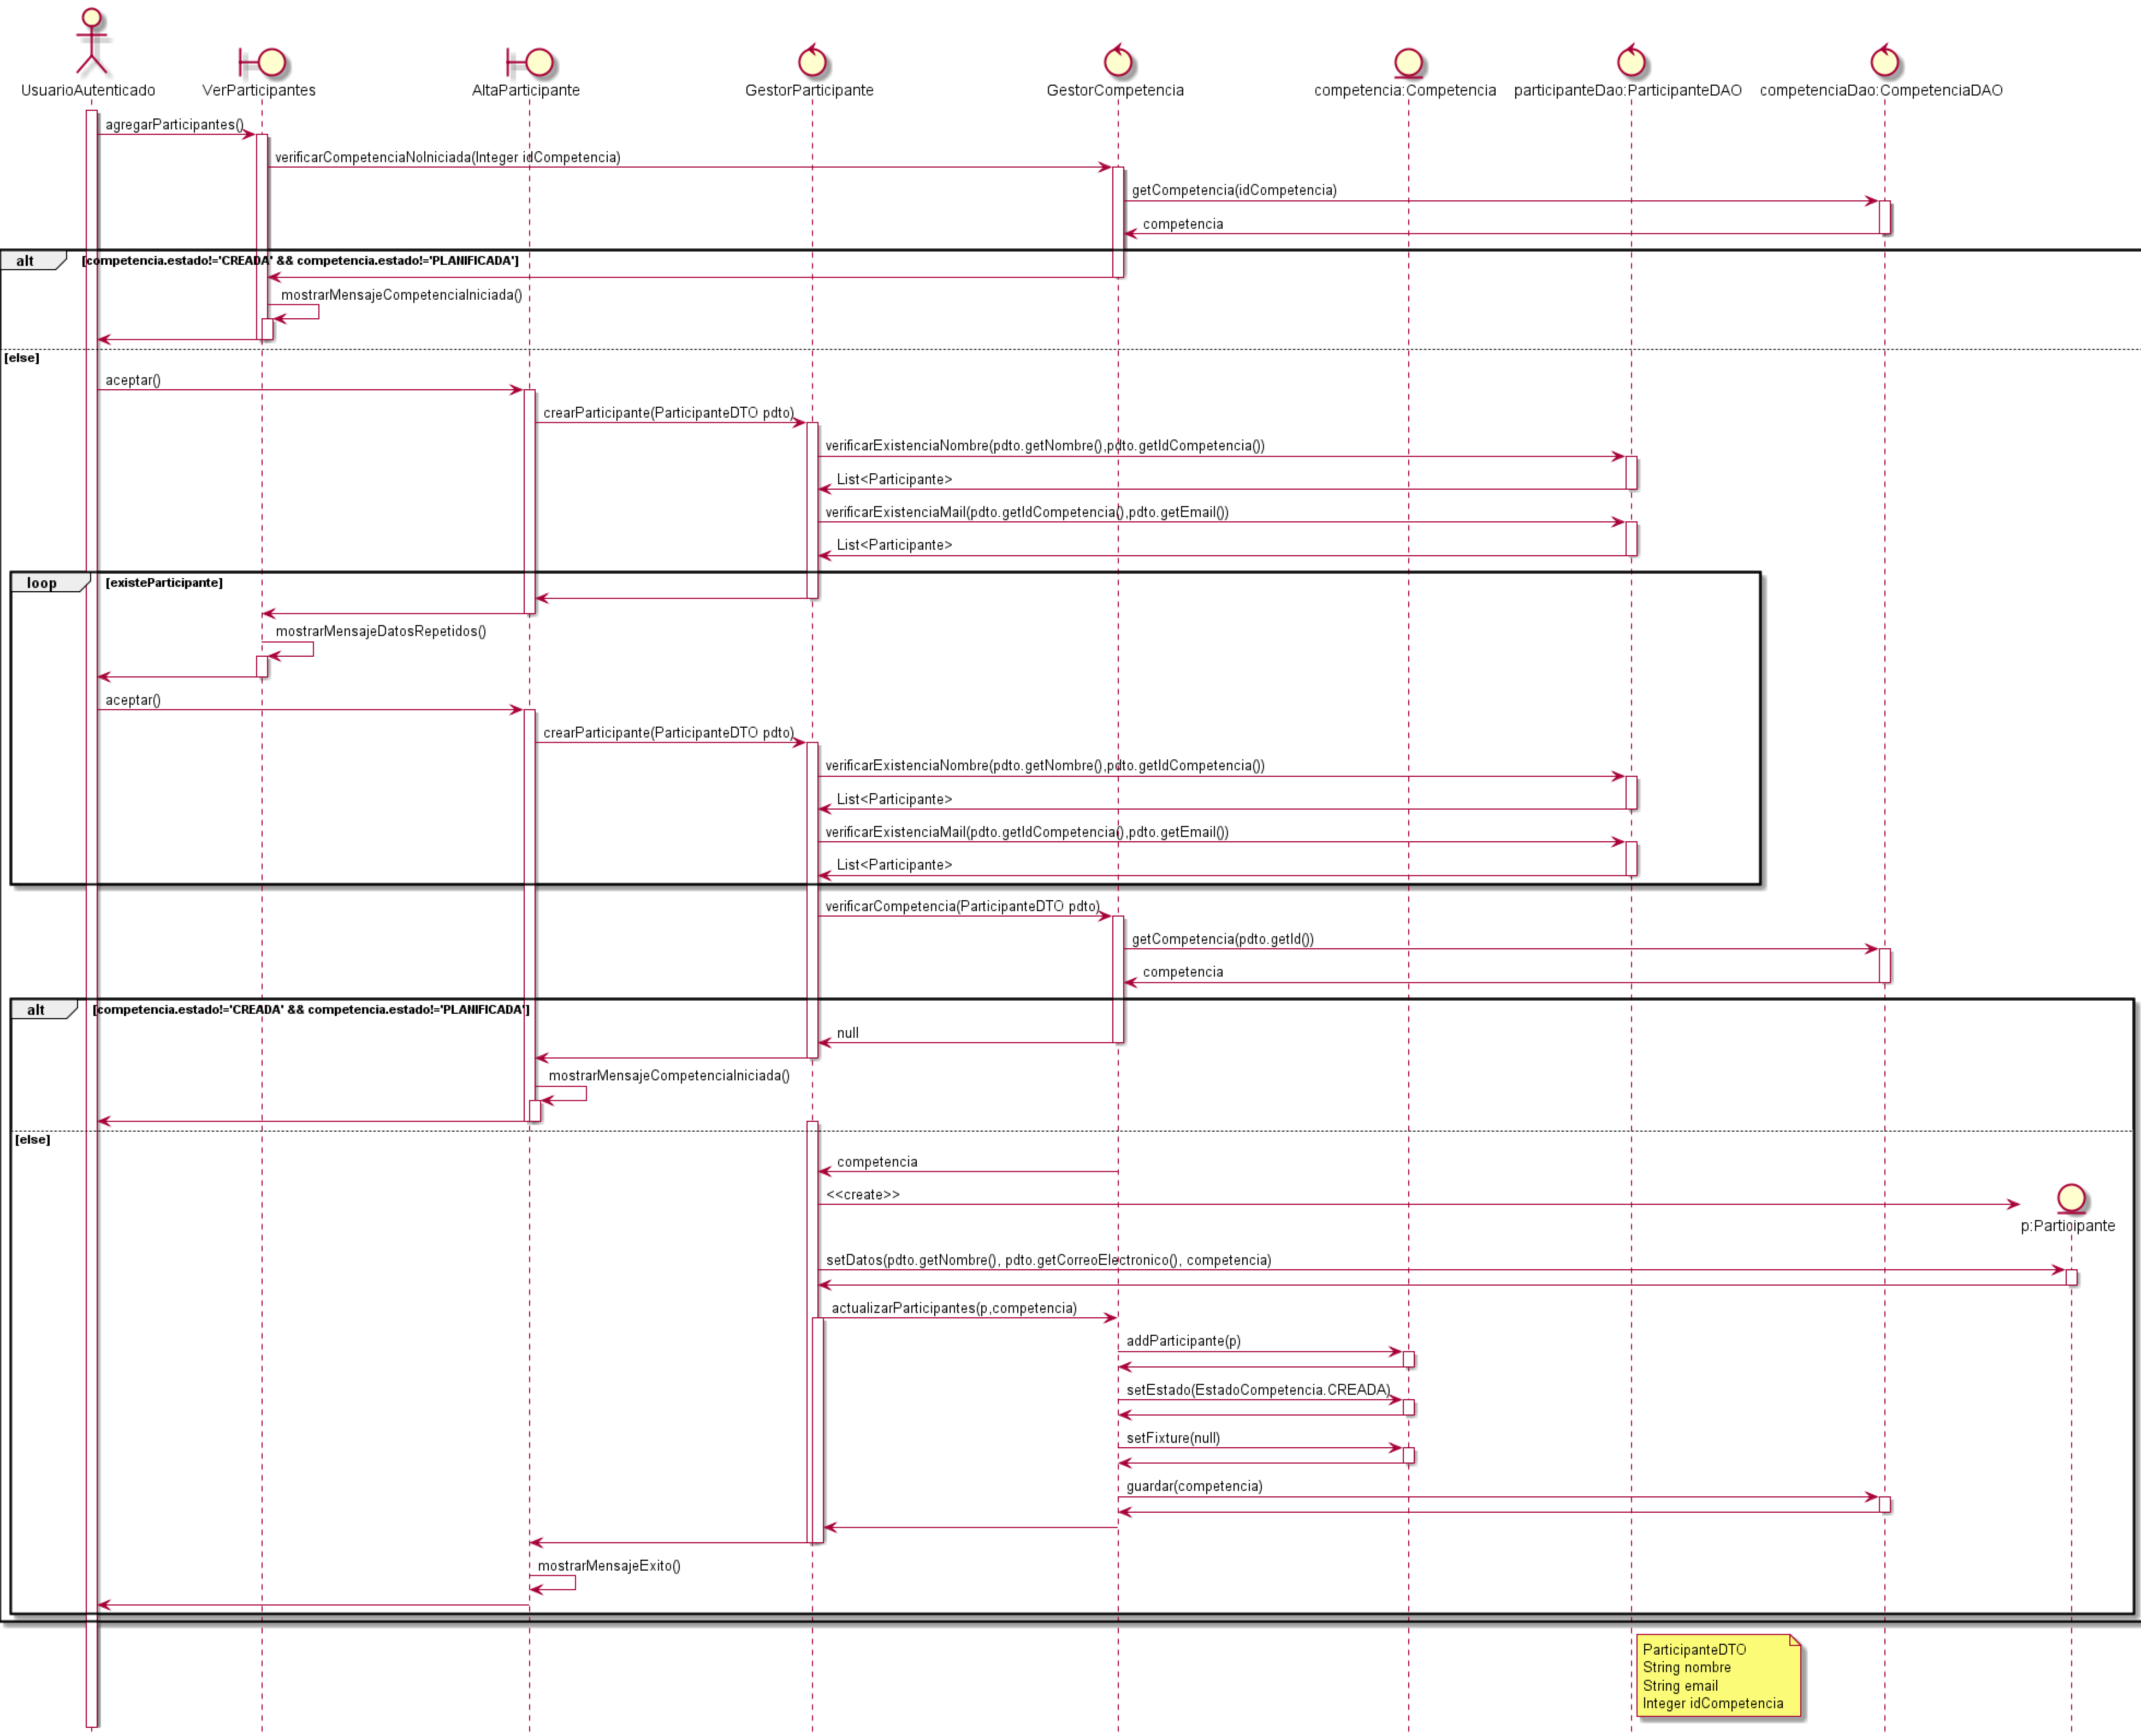 UsuarioAutenticado
VerParticipantes
AltaParticipante
GestorParticipante
GestorCompetencia
competencia:Competencia
participanteDao:ParticipanteDAO
competenciaDao:CompetenciaDAO
agregarParticipantes()
verificarCompetenciaNoIniciada(Integer idCompetencia)
getCompetencia(idCompetencia)
competencia
alt [competencia.estado!='CREADA' && competencia.estado!='PLANIFICADA']
mostrarMensajeCompetenciaIniciada()
[else]
aceptar()
crearParticipante(ParticipanteDTO pdto)
verificarExistenciaNombre(pdto.getNombre(),pdto.getIdCompetencia())
List<Participante>
verificarExistenciaMail(pdto.getIdCompetencia(),pdto.getEmail())
List<Participante>
loop [existeParticipante]
mostrarMensajeDatosRepetidos()
aceptar()
crearParticipante(ParticipanteDTO pdto)
verificarExistenciaNombre(pdto.getNombre(),pdto.getIdCompetencia())
List<Participante>
verificarExistenciaMail(pdto.getIdCompetencia(),pdto.getEmail())
List<Participante>
verificarCompetencia(ParticipanteDTO pdto)
getCompetencia(pdto.getId())
competencia
alt [competencia.estado!='CREADA' && competencia.estado!='PLANIFICADA']
null
mostrarMensajeCompetenciaIniciada()
[else]
competencia
<<create>>
p:Participante
setDatos(pdto.getNombre(), pdto.getCorreoElectronico(), competencia)
actualizarParticipantes(p,competencia)
addParticipante(p)
setEstado(EstadoCompetencia.CREADA)
setFixture(null)
guardar(competencia)
mostrarMensajeExito()
ParticipanteDTO
String nombre
String email
Integer idCompetencia